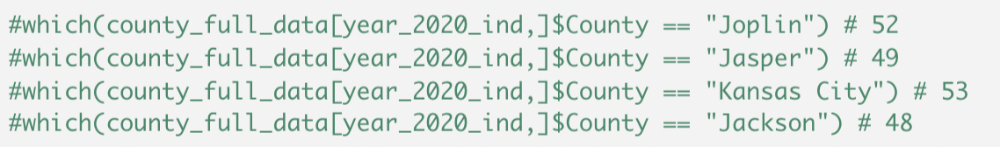 #which(county_full_data[year_2020_ind,]$County == "Joplin") # 52
#which(county_full_data[year_2020_ind,]$County == "Jasper") # 49
#which(county_full_data[year_2020_ind,]$County == "Kansas City") # 53
#which(county_full_data[year_2020_ind,]$County == "Jackson") # 48